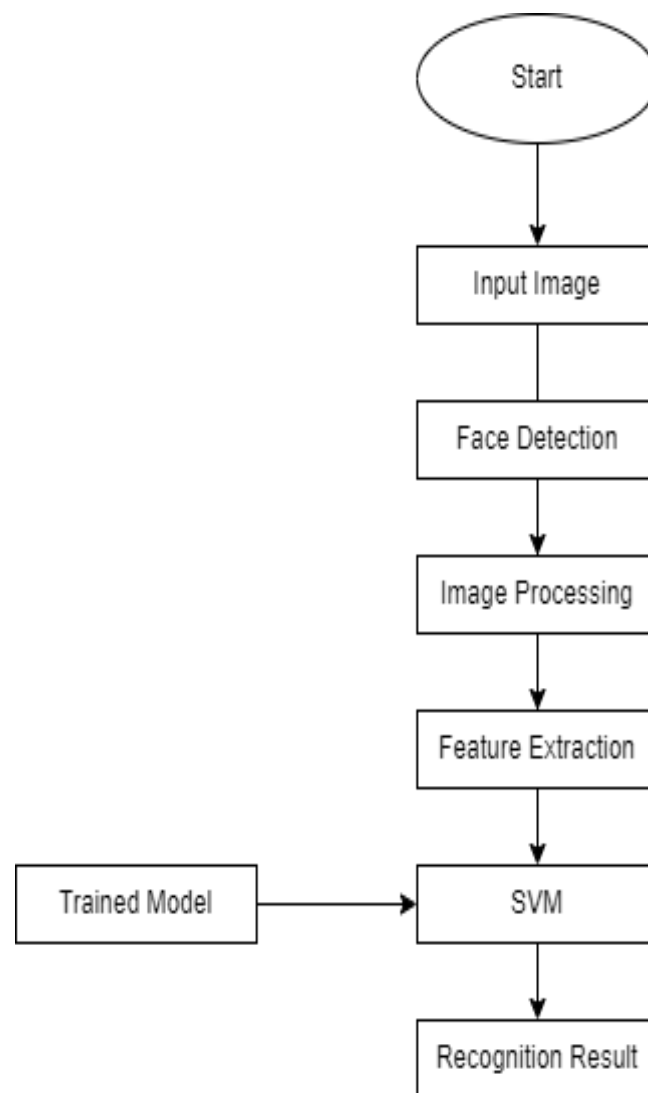 Start
Input Image
Face Detection
Image Processing
Feature Extraction
Trained Model
SVM
Recognition Result